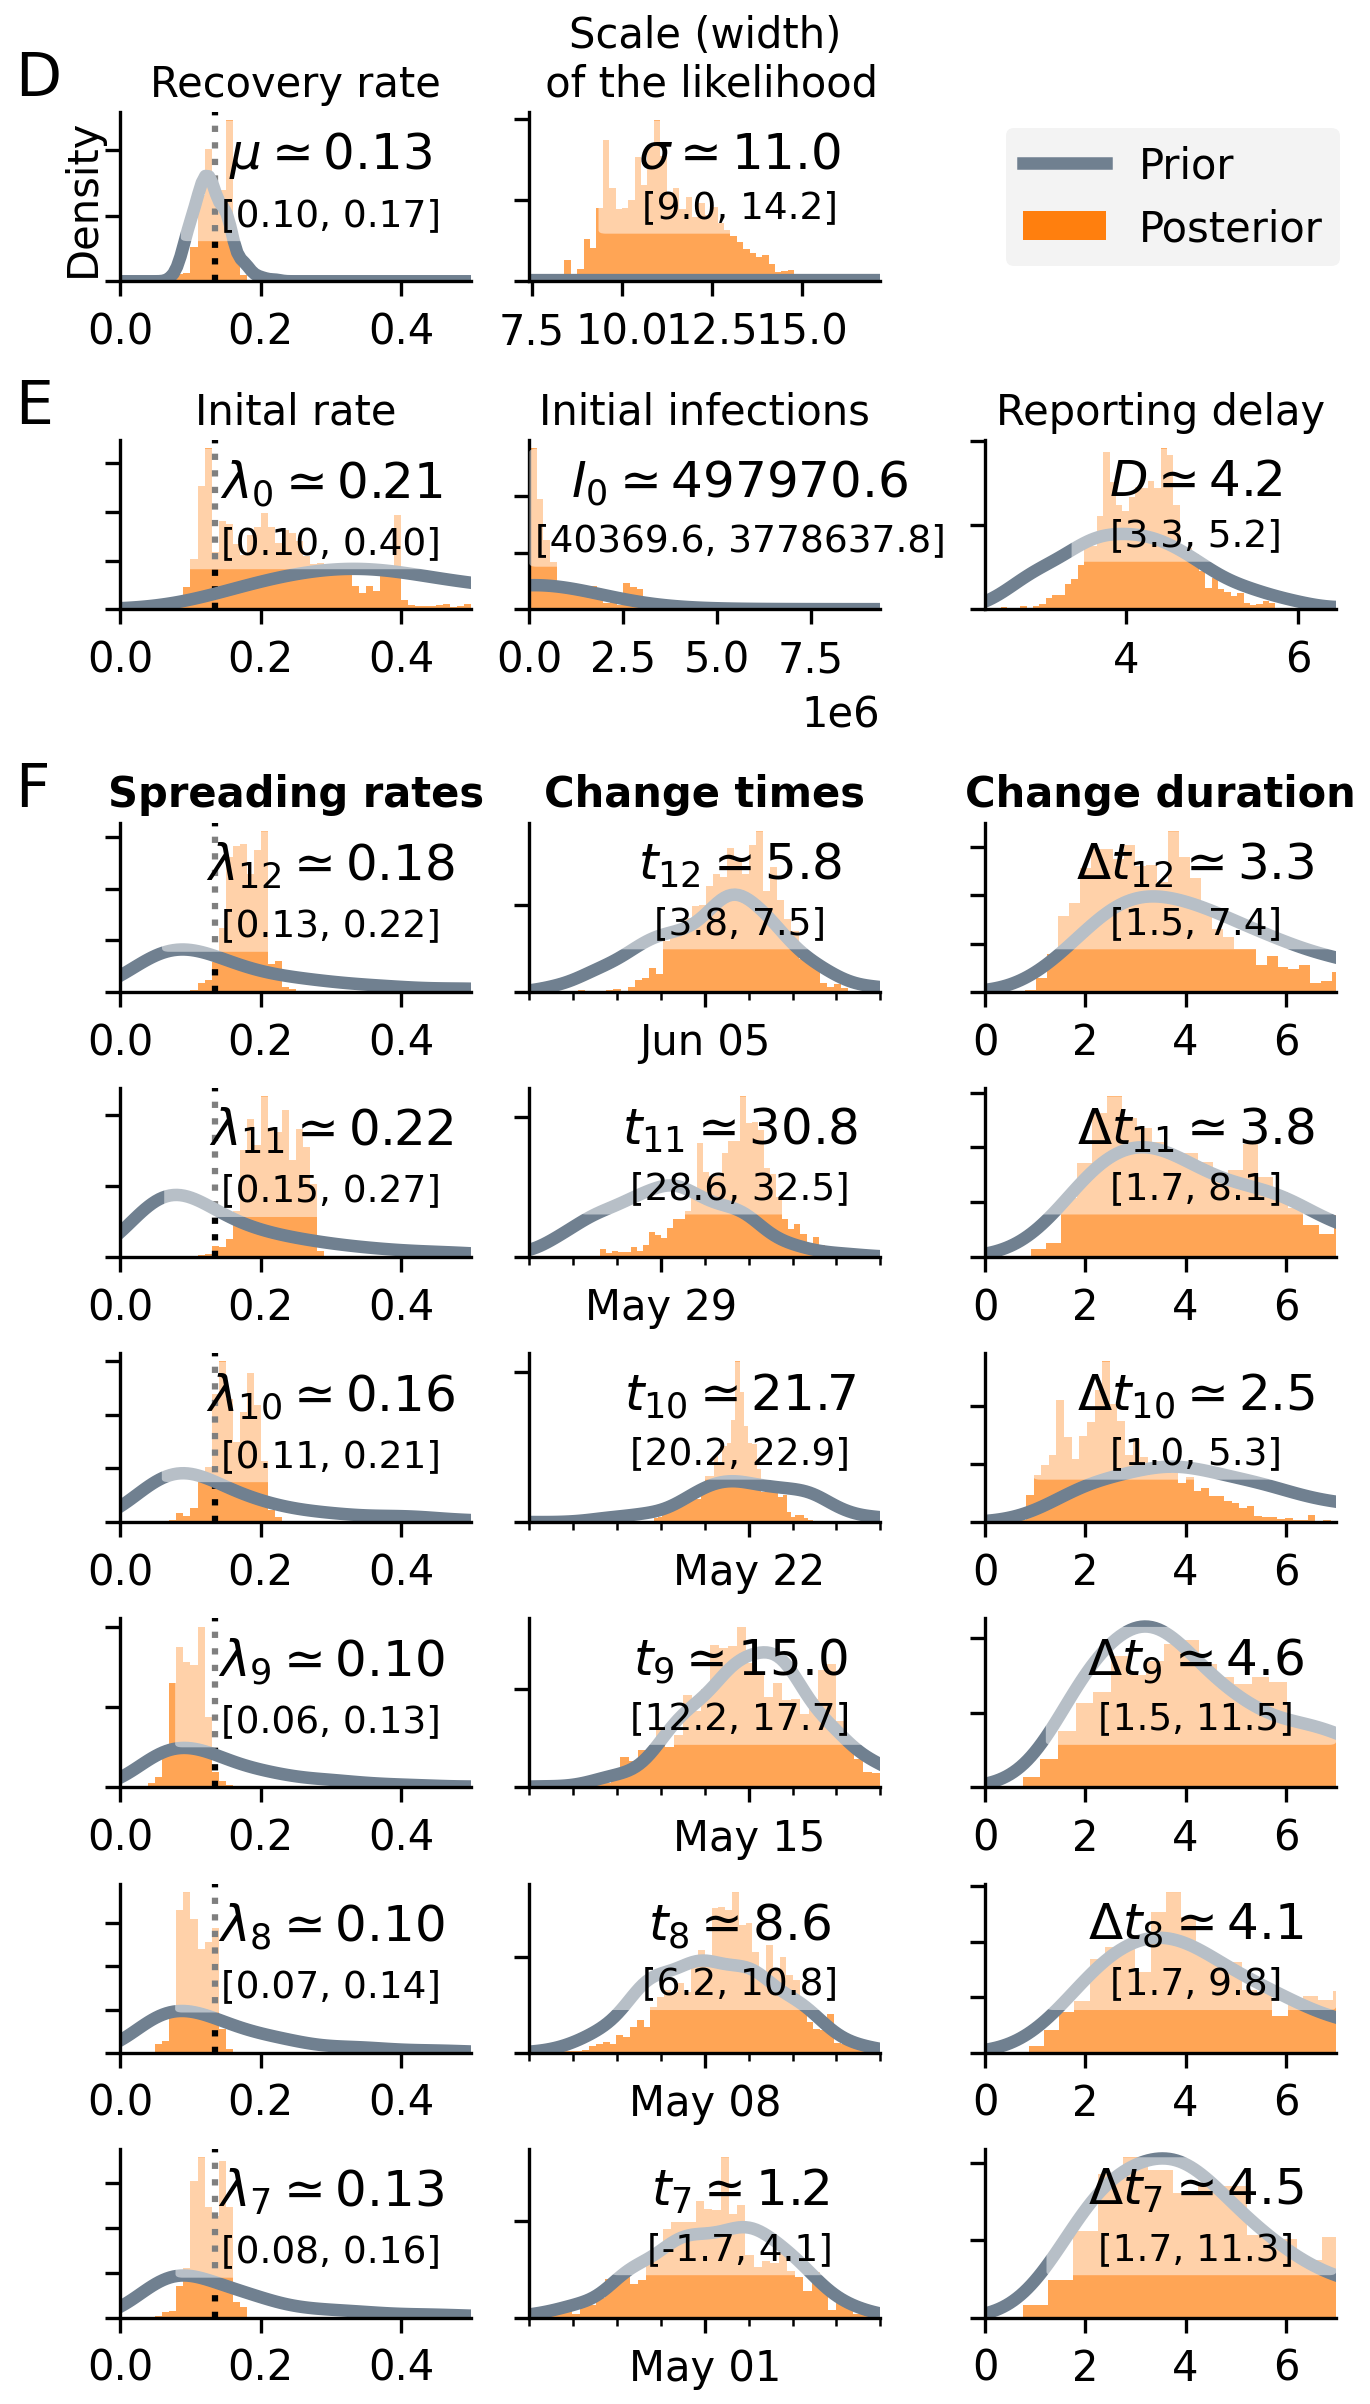 D
Recovery rate
Density
μ ≃ 0.13
[0.10, 0.17]
0.0 0.2 0.4
Scale (width)
of the likelihood
σ ≃ 11.0
[9.0, 14.2]
7.5 10.0 12.5 15.0
Prior
Posterior
E
Inital rate
λ₀ ≃ 0.21
[0.10, 0.40]
0.0 0.2 0.4
Initial infections
I₀ ≃ 497970.6
[40369.6, 3778637.8]
0.0 2.5 5.0 7.5
1e6
Reporting delay
D ≃ 4.2
[3.3, 5.2]
4 6
F
Spreading rates
Change times
Change duration
λ₁₂ ≃ 0.18
[0.13, 0.22]
0.0 0.2 0.4
t₁₂ ≃ 5.8
[3.8, 7.5]
Jun 05
Δt₁₂ ≃ 3.3
[1.5, 7.4]
0 2 4 6
λ₁₁ ≃ 0.22
[0.15, 0.27]
0.0 0.2 0.4
t₁₁ ≃ 30.8
[28.6, 32.5]
May 29
Δt₁₁ ≃ 3.8
[1.7, 8.1]
0 2 4 6
λ₁₀ ≃ 0.16
[0.11, 0.21]
0.0 0.2 0.4
t₁₀ ≃ 21.7
[20.2, 22.9]
May 22
Δt₁₀ ≃ 2.5
[1.0, 5.3]
0 2 4 6
λ₉ ≃ 0.10
[0.06, 0.13]
0.0 0.2 0.4
t₉ ≃ 15.0
[12.2, 17.7]
May 15
Δt₉ ≃ 4.6
[1.5, 11.5]
0 2 4 6
λ₈ ≃ 0.10
[0.07, 0.14]
0.0 0.2 0.4
t₈ ≃ 8.6
[6.2, 10.8]
May 08
Δt₈ ≃ 4.1
[1.7, 9.8]
0 2 4 6
λ₇ ≃ 0.13
[0.08, 0.16]
0.0 0.2 0.4
t₇ ≃ 1.2
[-1.7, 4.1]
May 01
Δt₇ ≃ 4.5
[1.7, 11.3]
0 2 4 6